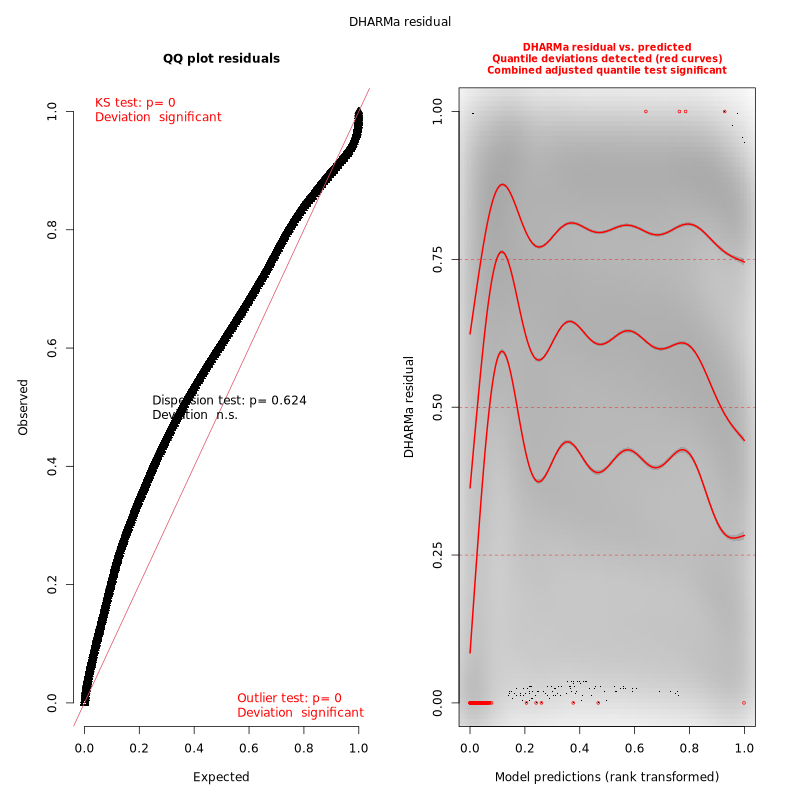 DHARMa residual
QQ plot residuals
KS test: p= 0
Deviation  significant
Dispersion test: p= 0.624
Deviation  n.s.
Outlier test: p= 0
Deviation  significant
Observed
0.0 0.2 0.4 0.6 0.8 1.0
0.0 0.2 0.4 0.6 0.8 1.0
Expected
DHARMa residual vs. predicted
Quantile deviations detected (red curves)
Combined adjusted quantile test significant
DHARMa residual
0.00 0.25 0.50 0.75 1.00
0.0 0.2 0.4 0.6 0.8 1.0
Model predictions (rank transformed)